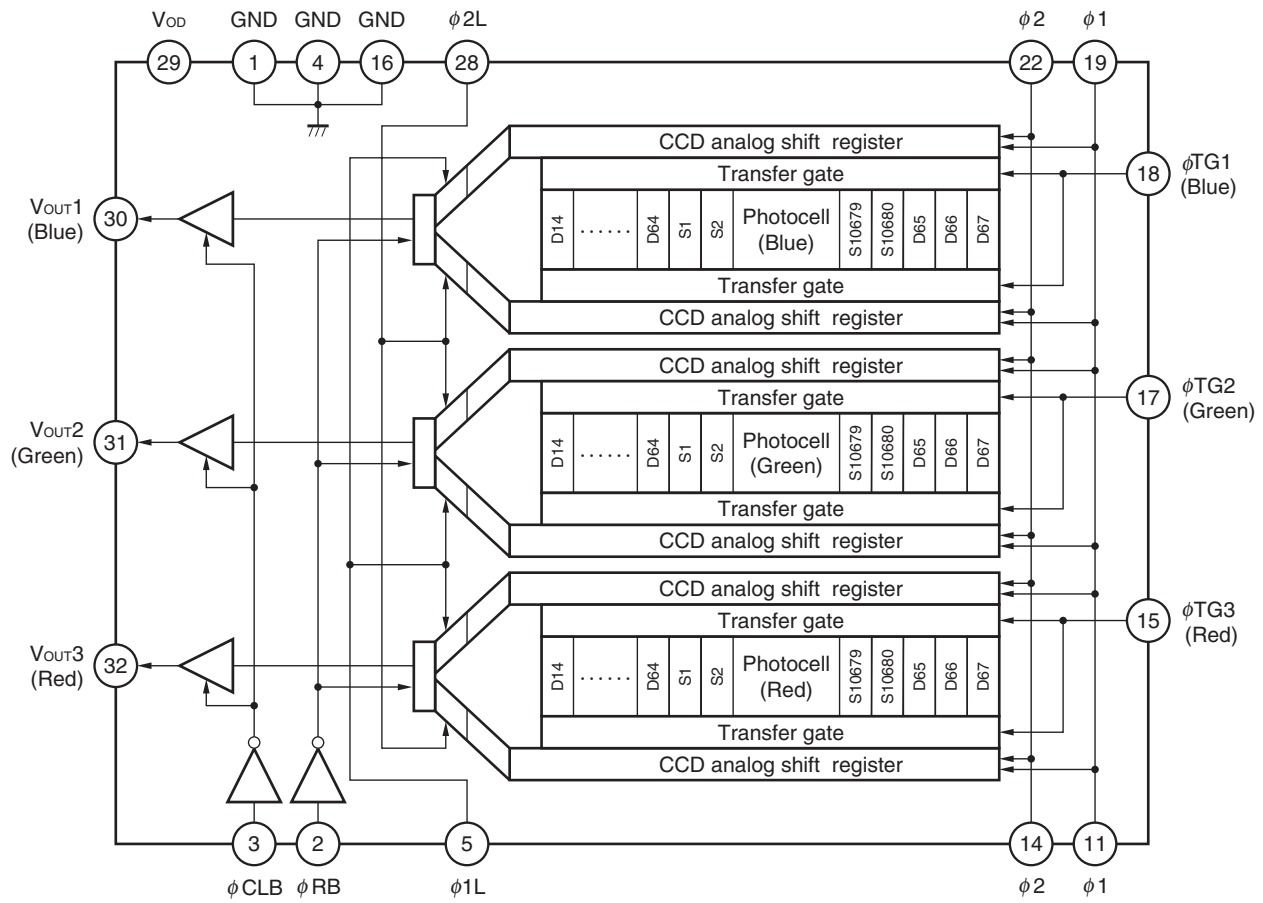 VOD GND GND GND φ2L φ2 φ1
29 1 4 16 28 22 19
CCD analog shift register
Transfer gate
18 φTG1
(Blue)
VOUT1
(Blue)
30
D14 ······ D64 S1 S2 Photocell
(Blue) S10679 S10680 D65 D66 D67
Transfer gate
CCD analog shift register
CCD analog shift register
Transfer gate
17 φTG2
(Green)
VOUT2
(Green)
31
D14 ······ D64 S1 S2 Photocell
(Green) S10679 S10680 D65 D66 D67
Transfer gate
CCD analog shift register
CCD analog shift register
Transfer gate
15 φTG3
(Red)
VOUT3
(Red)
32
D14 ······ D64 S1 S2 Photocell
(Red) S10679 S10680 D65 D66 D67
Transfer gate
CCD analog shift register
3 2 5 14 11
φCLB φRB φ1L φ2 φ1